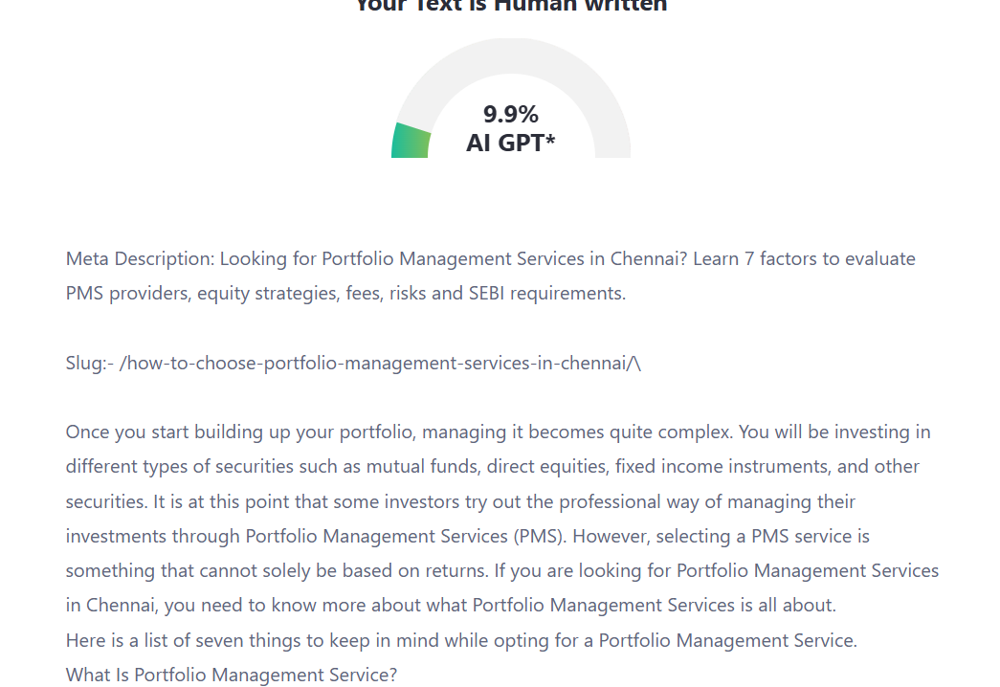 Your Text is Human written
9.9%
AI GPT*
Meta Description: Looking for Portfolio Management Services in Chennai? Learn 7 factors to evaluate
PMS providers, equity strategies, fees, risks and SEBI requirements.
Slug:- /how-to-choose-portfolio-management-services-in-chennai/\
Once you start building up your portfolio, managing it becomes quite complex. You will be investing in
different types of securities such as mutual funds, direct equities, fixed income instruments, and other
securities. It is at this point that some investors try out the professional way of managing their
investments through Portfolio Management Services (PMS). However, selecting a PMS service is
something that cannot solely be based on returns. If you are looking for Portfolio Management Services
in Chennai, you need to know more about what Portfolio Management Services is all about.
Here is a list of seven things to keep in mind while opting for a Portfolio Management Service.
What Is Portfolio Management Service?